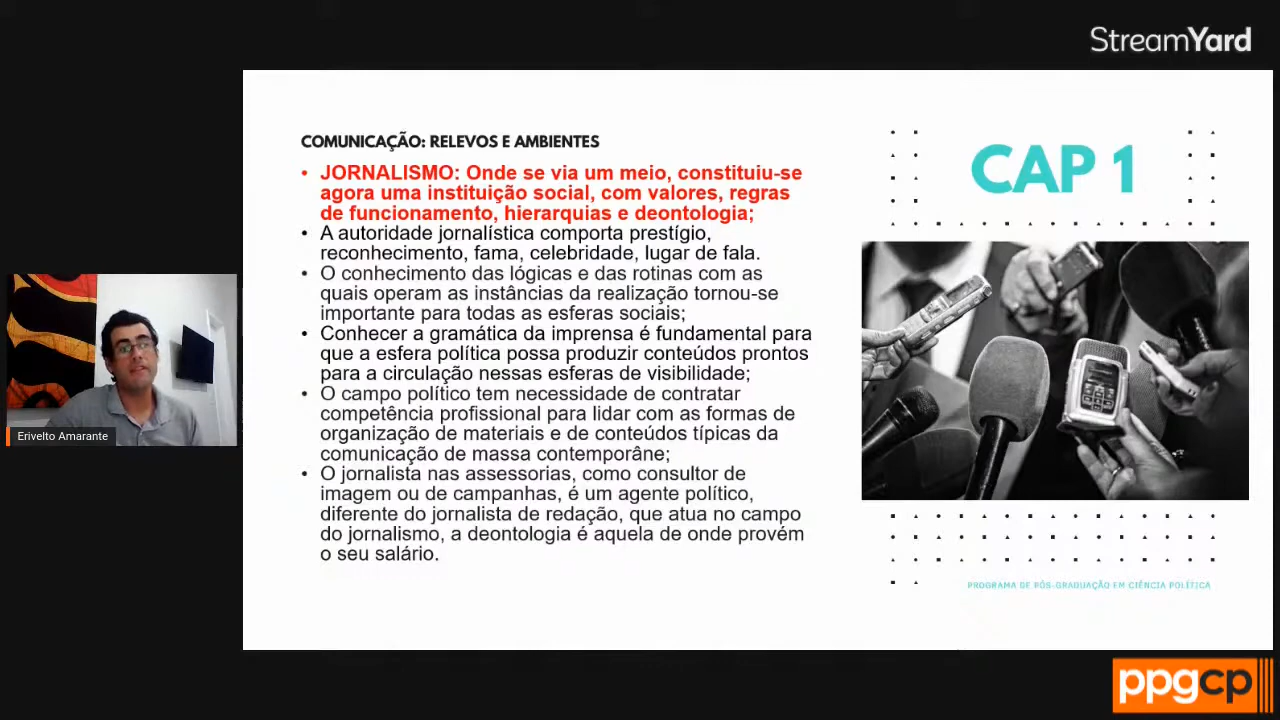 StreamYard
COMUNICAÇÃO: RELEVOS E AMBIENTES
CAP 1
• JORNALISMO: Onde se via um meio, constituiu-se
agora uma instituição social, com valores, regras
de funcionamento, hierarquias e deontologia;
• A autoridade jornalística comporta prestígio,
reconhecimento, fama, celebridade, lugar de fala.
• O conhecimento das lógicas e das rotinas com as
quais operam as instâncias da realização tornou-se
importante para todas as esferas sociais;
• Conhecer a gramática da imprensa é fundamental para
que a esfera política possa produzir conteúdos prontos
para a circulação nessas esferas de visibilidade;
• O campo político tem necessidade de contratar
competência profissional para lidar com as formas de
organização de materiais e de conteúdos típicas da
comunicação de massa contemporâne;
• O jornalista nas assessorias, como consultor de
imagem ou de campanhas, é um agente político,
diferente do jornalista de redação, que atua no campo
do jornalismo, a deontologia é aquela de onde provém
o seu salário.
Erivelto Amarante
PROGRAMA DE PÓS-GRADUAÇÃO EM CIÊNCIA POLÍTICA
ppgcp